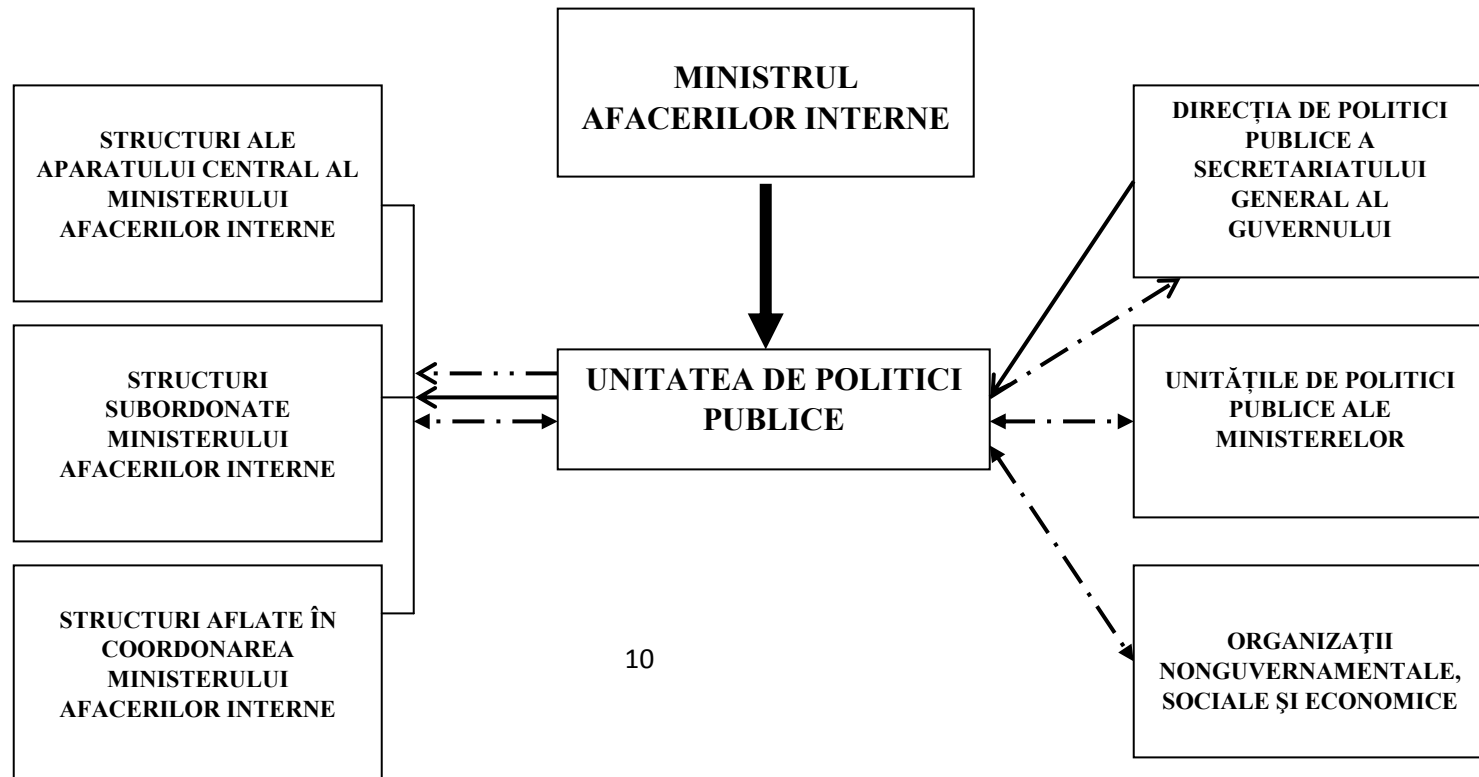 MINISTRUL
AFACERILOR INTERNE
STRUCTURI ALE
APARATULUI CENTRAL AL
MINISTERULUI
AFACERILOR INTERNE
DIRECȚIA DE POLITICI
PUBLICE A
SECRETARIATULUI
GENERAL AL
GUVERNULUI
STRUCTURI
SUBORDONATE
MINISTERULUI
AFACERILOR INTERNE
UNITATEA DE POLITICI
PUBLICE
UNITĂȚILE DE POLITICI
PUBLICE ALE
MINISTERELOR
STRUCTURI AFLATE ÎN
COORDONAREA
MINISTERULUI
AFACERILOR INTERNE
ORGANIZAŢII
NONGUVERNAMENTALE,
SOCIALE ŞI ECONOMICE
10